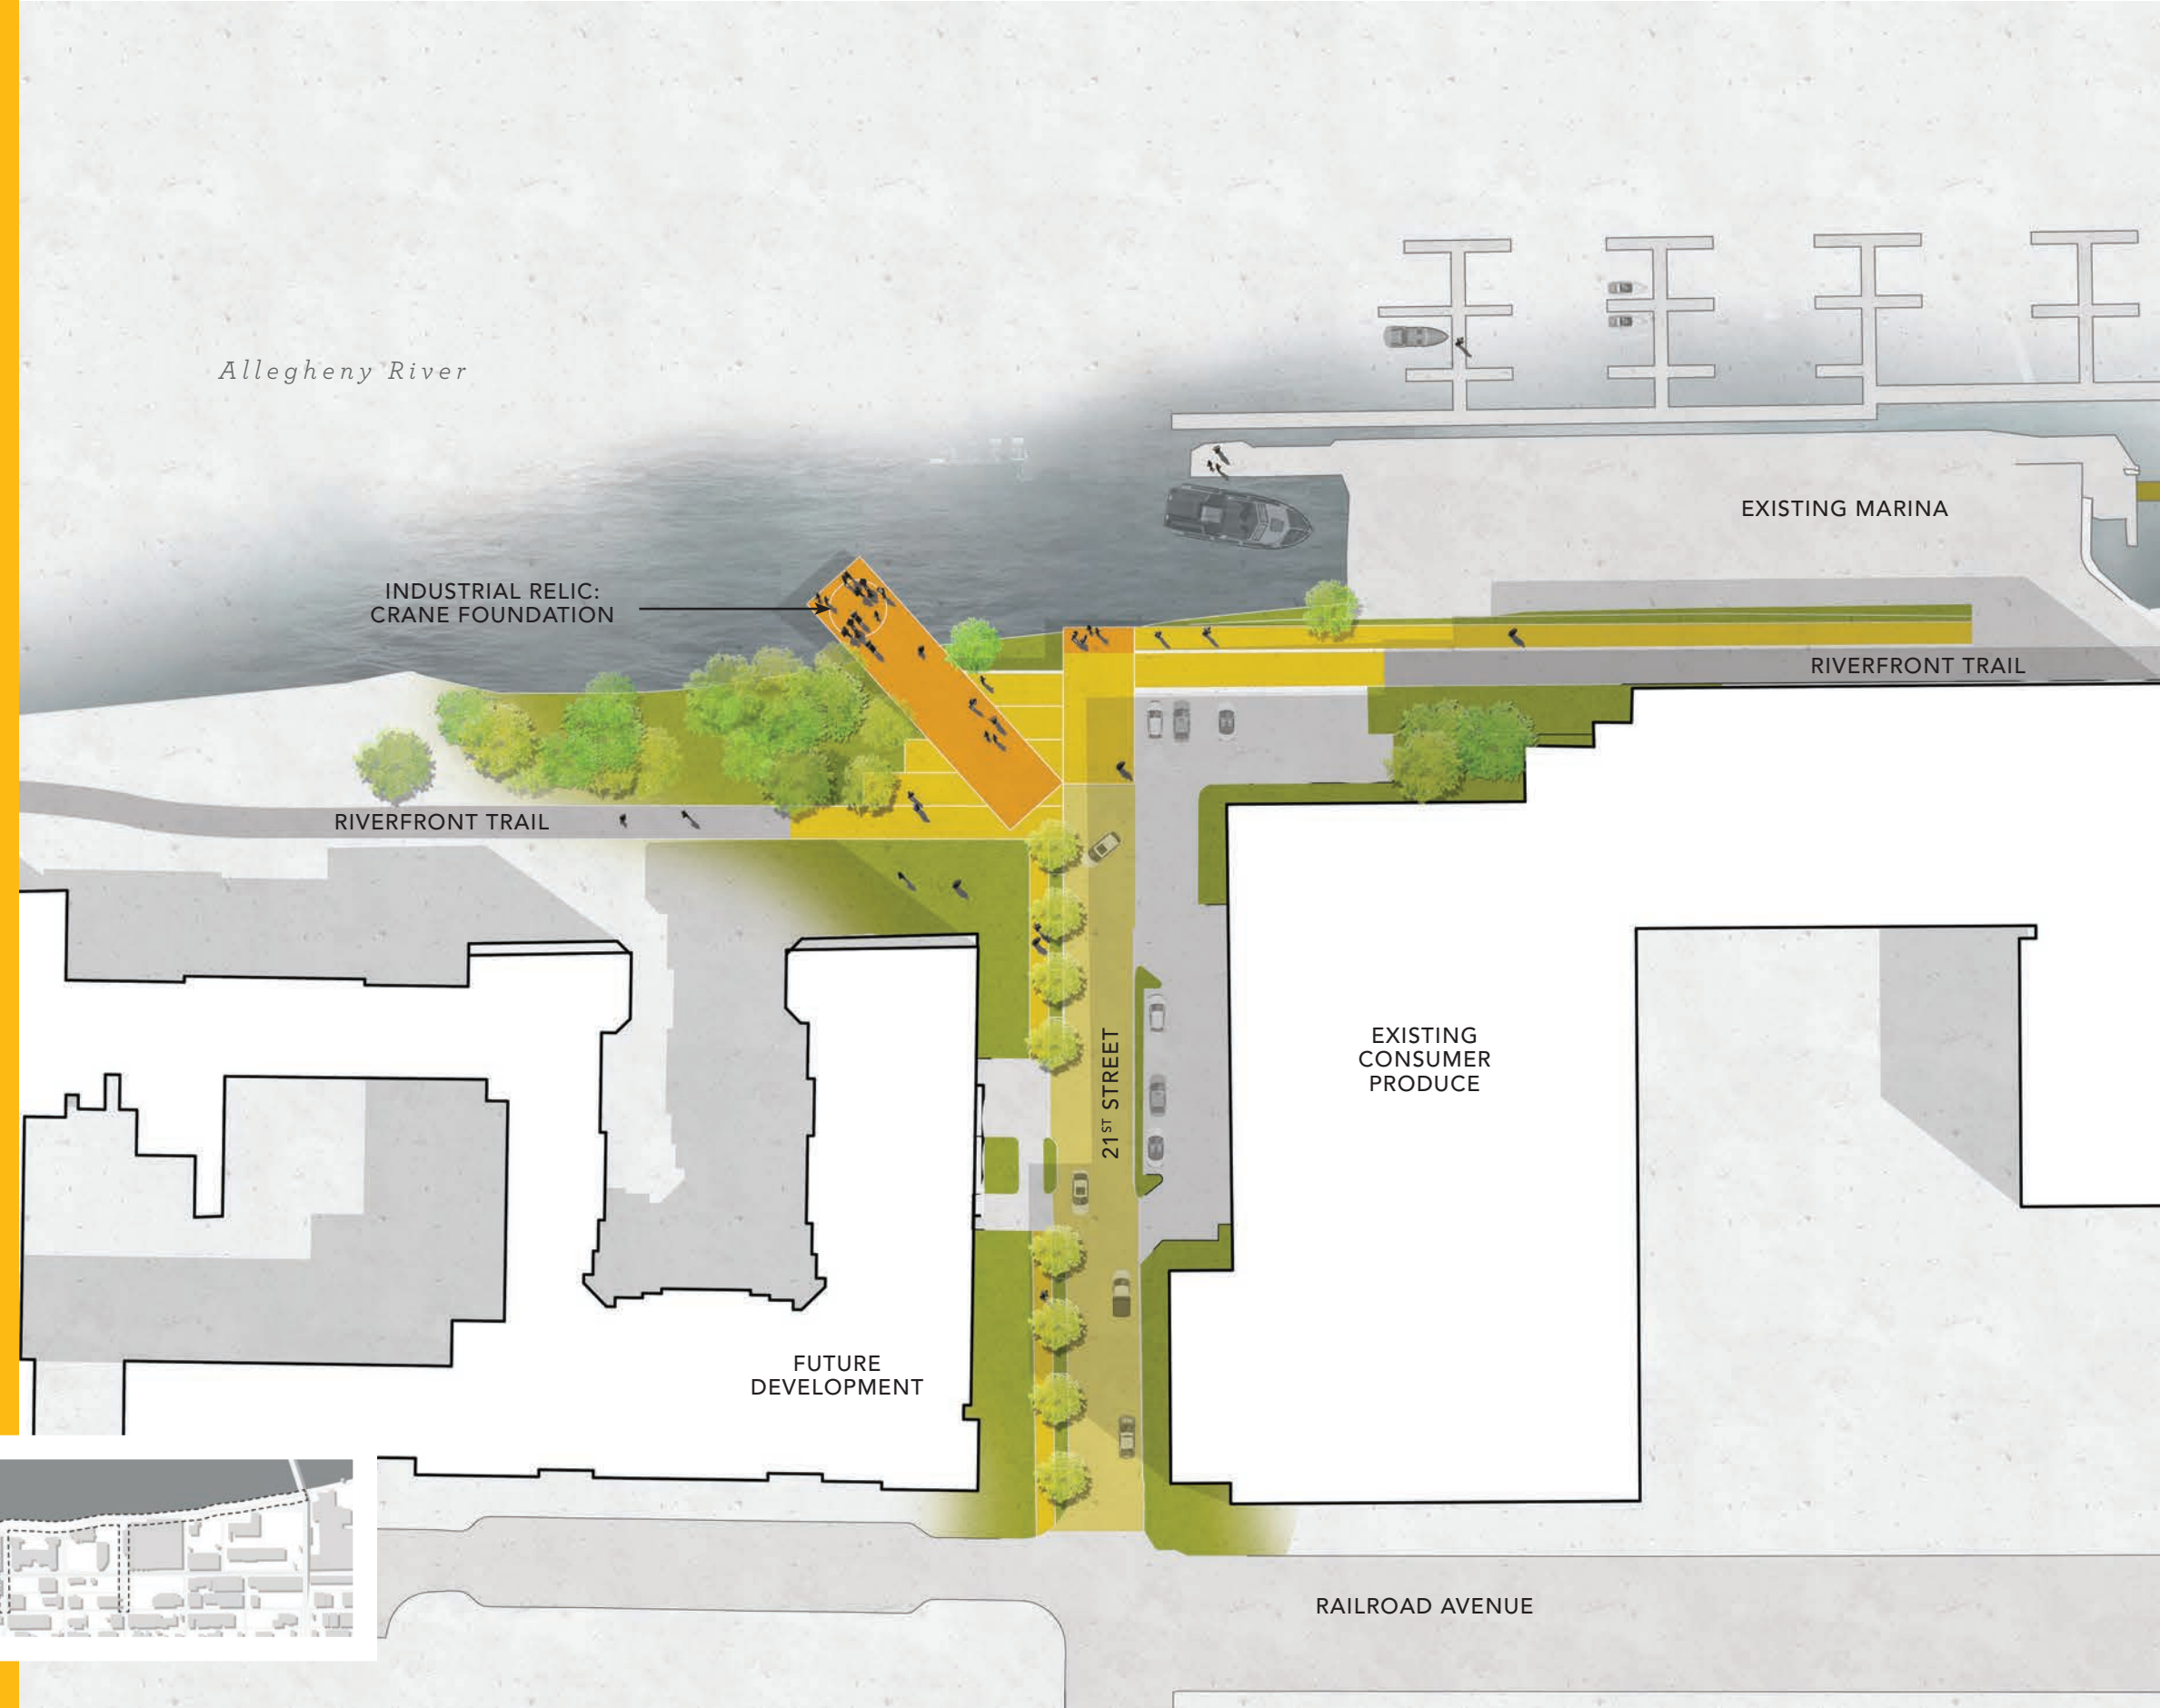 Allegheny River
EXISTING MARINA
INDUSTRIAL RELIC:
CRANE FOUNDATION
RIVERFRONT TRAIL
RIVERFRONT TRAIL
21ST STREET
EXISTING
CONSUMER
PRODUCE
FUTURE
DEVELOPMENT
RAILROAD AVENUE